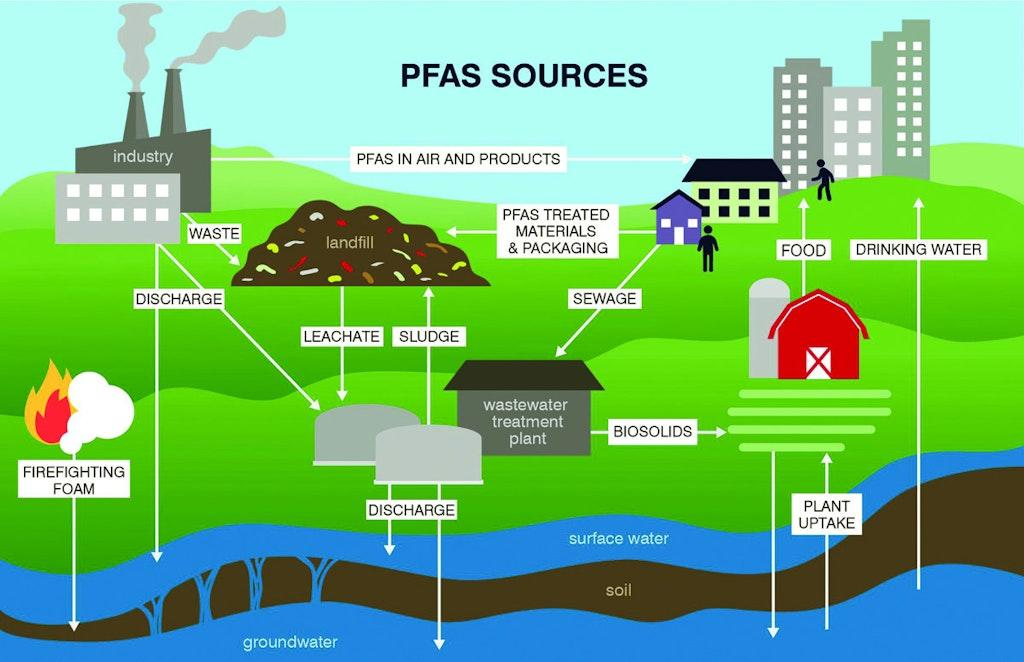 PFAS SOURCES
industry
PFAS IN AIR AND PRODUCTS
WASTE
landfill
PFAS TREATED
MATERIALS
& PACKAGING
FOOD
DRINKING WATER
DISCHARGE
SEWAGE
LEACHATE
SLUDGE
wastewater
treatment
plant
BIOSOLIDS
FIREFIGHTING
FOAM
DISCHARGE
PLANT
UPTAKE
surface water
soil
groundwater